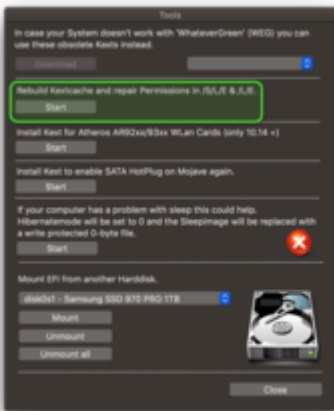 Tools
In case your System doesn't work with 'WhateverGreen' (WEG) you can
use these obsolete Kexts instead.
Download
Rebuild Kextcache and repair Permissions in /S/L/E & /L/E.
Start
Install Kext for Atheros AR92xx/93xx WLan Cards (only 10.14 +)
Start
Install Kext to enable SATA HotPlug on Mojave again.
Start
If your computer has a problem with sleep this could help.
Hibernatemode will be set to 0 and the Sleepimage will be replaced with
a write protected 0-byte file.
Start
Mount EFI from another Harddisk.
disk0s1 - Samsung SSD 970 PRO 1TB
Mount
Unmount
Unmount all
Close